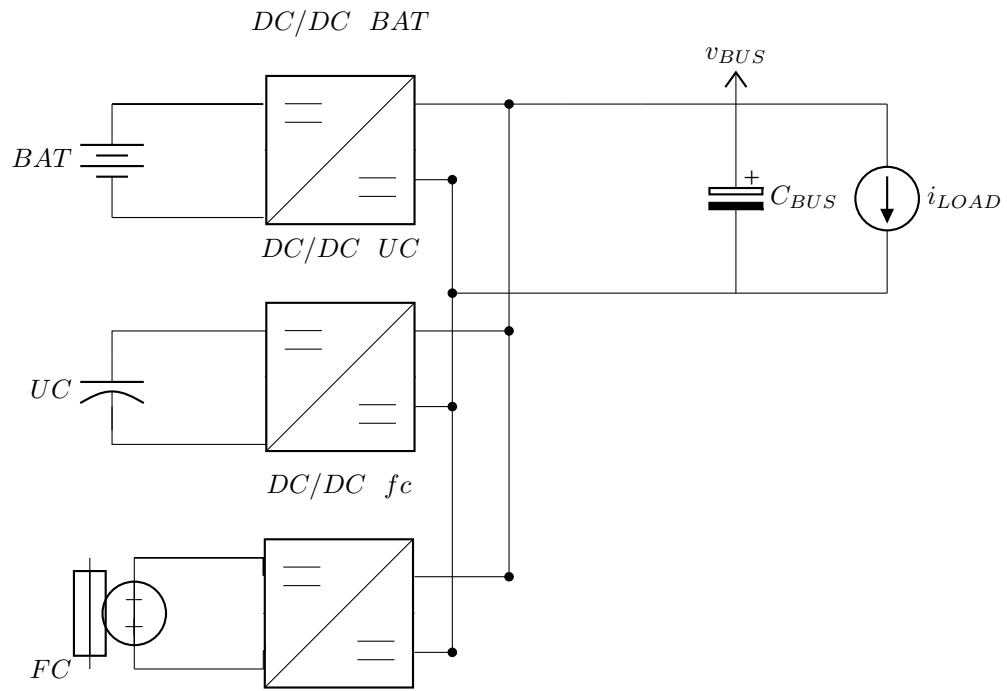 DC/DC BAT
v_BUS
BAT
+
C_BUS
i_LOAD
DC/DC UC
UC
DC/DC fc
FC